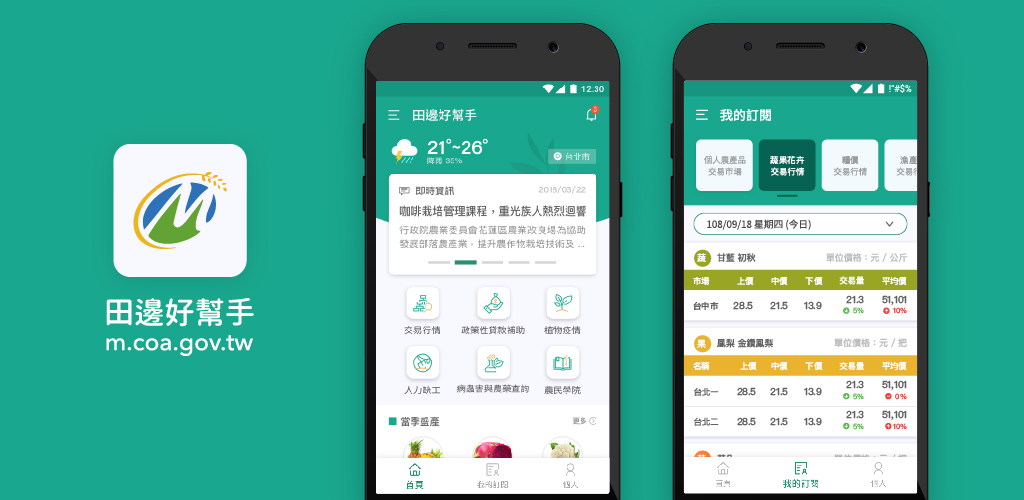 田邊好幫手
m.coa.gov.tw
12:30
田邊好幫手
21°~26°
降雨 30%
台北市
即時資訊 2019/03/22
咖啡栽培管理課程，重光族人熱烈迴響
行政院農業委員會花蓮區農業改良場為協助
發展部落農產業，提升農作物栽培技術及 ...
交易行情 政策性貸款補助 植物疫情
人力缺工 病蟲害與農藥查詢 農民學院
當季盛產 更多
首頁 我的訂閱 個人
!"#$%
我的訂閱
個人農產品 蔬果花卉 糧價 漁產
交易市場 交易行情 交易行情 交易行
108/09/18 星期四 (今日)
蔬 甘藍 初秋 單位價格：元 / 公斤
市場 上價 中價 下價 交易量 平均價
台中市 28.5 21.5 13.9 21.3 51,101
5% 10%
果 鳳梨 金鑽鳳梨 單位價格：元 / 把
名稱 上價 中價 下價 交易量 平均價
台北一 28.5 21.5 13.9 21.3 51,101
5% 0%
台北二 28.5 21.5 13.9 21.3 51,101
5% 10%
首頁 我的訂閱 個人